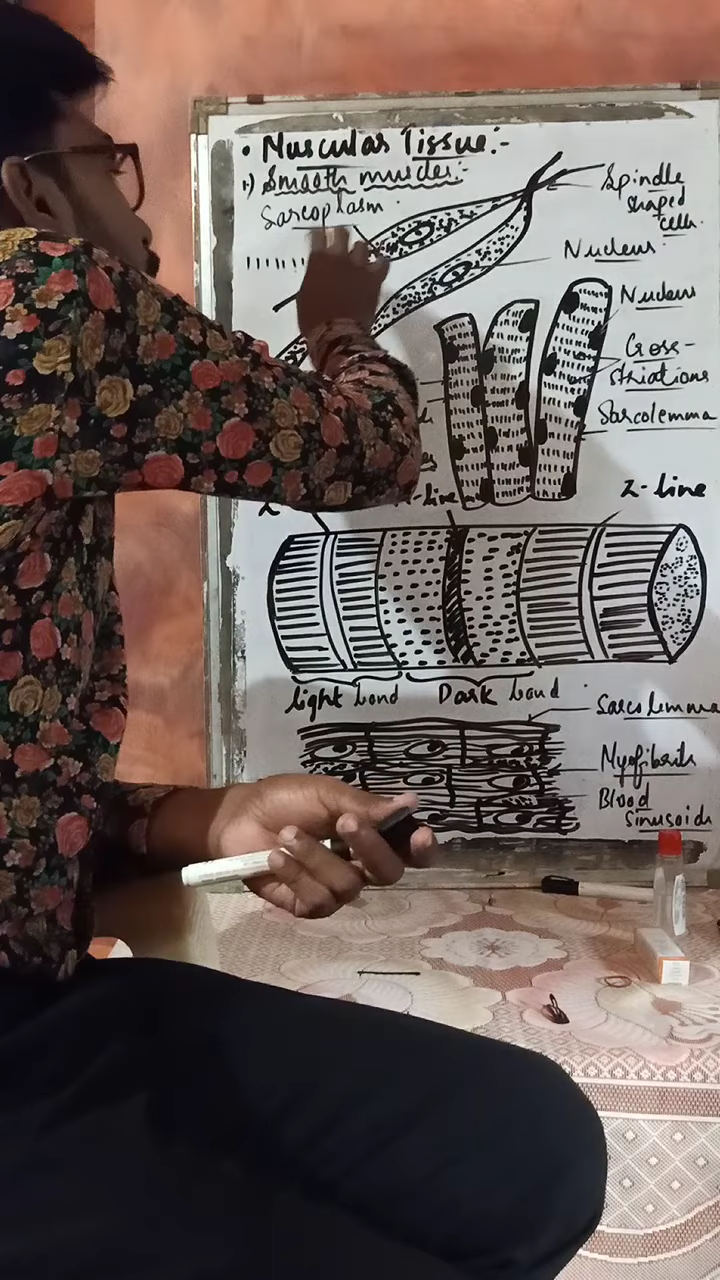 • Muscular Tissue:-
1.) Smooth muscles:-
Sarcoplasm
Spindle
shaped
cells.
Nucleus
Nucleus
Cross-
striations
Sarcolemma
Z-line
light band
Dark band
Sarcolemma
Myofibrils
Blood
sinusoids